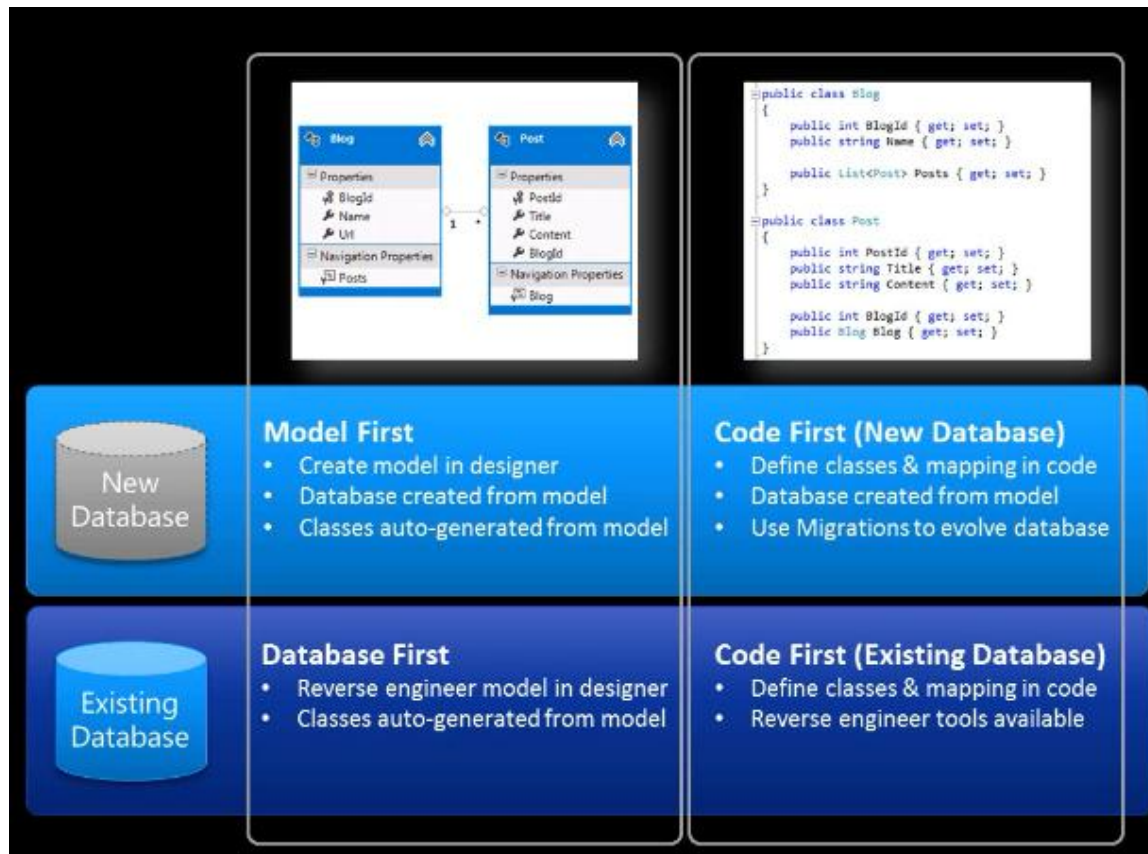 Blog
Properties
BlogId
Name
Url
Navigation Properties
Posts
1 *
Post
Properties
PostId
Title
Content
BlogId
Navigation Properties
Blog
public class Blog
{
public int BlogId { get; set; }
public string Name { get; set; }
public List<Post> Posts { get; set; }
}
public class Post
{
public int PostId { get; set; }
public string Title { get; set; }
public string Content { get; set; }
public int BlogId { get; set; }
public Blog Blog { get; set; }
}
New
Database
Model First
• Create model in designer
• Database created from model
• Classes auto-generated from model
Code First (New Database)
• Define classes & mapping in code
• Database created from model
• Use Migrations to evolve database
Existing
Database
Database First
• Reverse engineer model in designer
• Classes auto-generated from model
Code First (Existing Database)
• Define classes & mapping in code
• Reverse engineer tools available